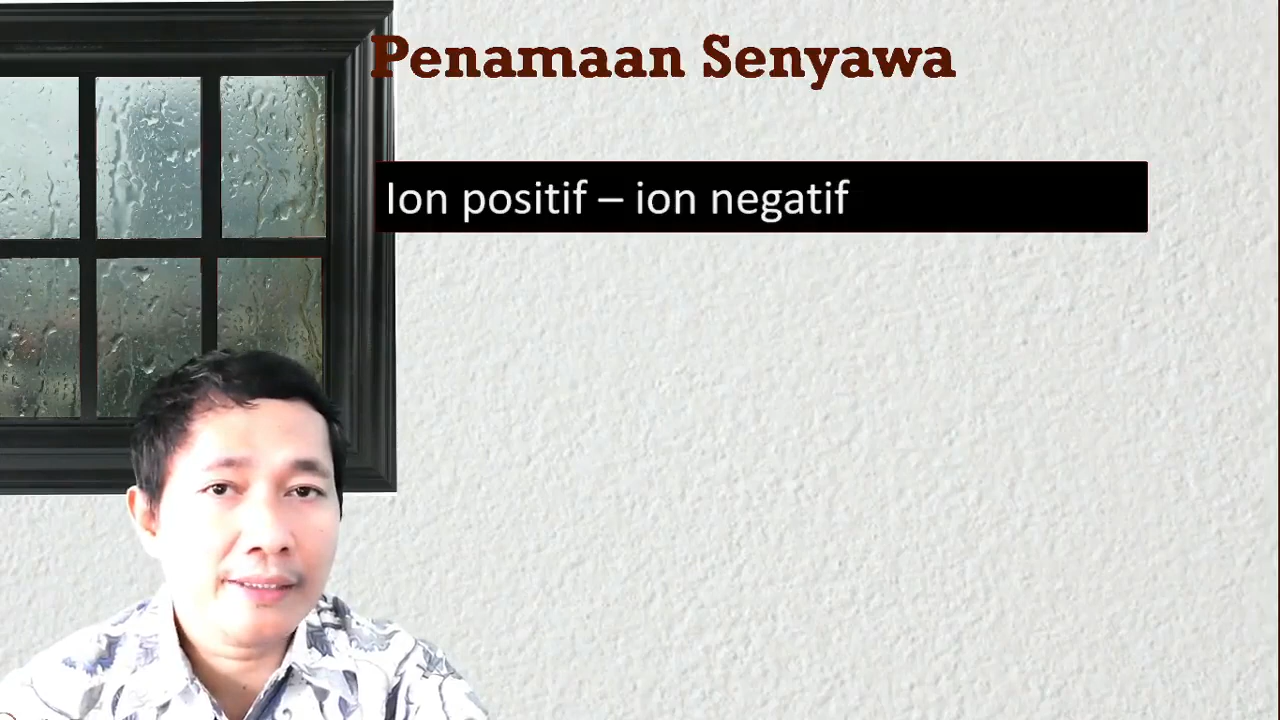 Penamaan Senyawa
Ion positif – ion negatif